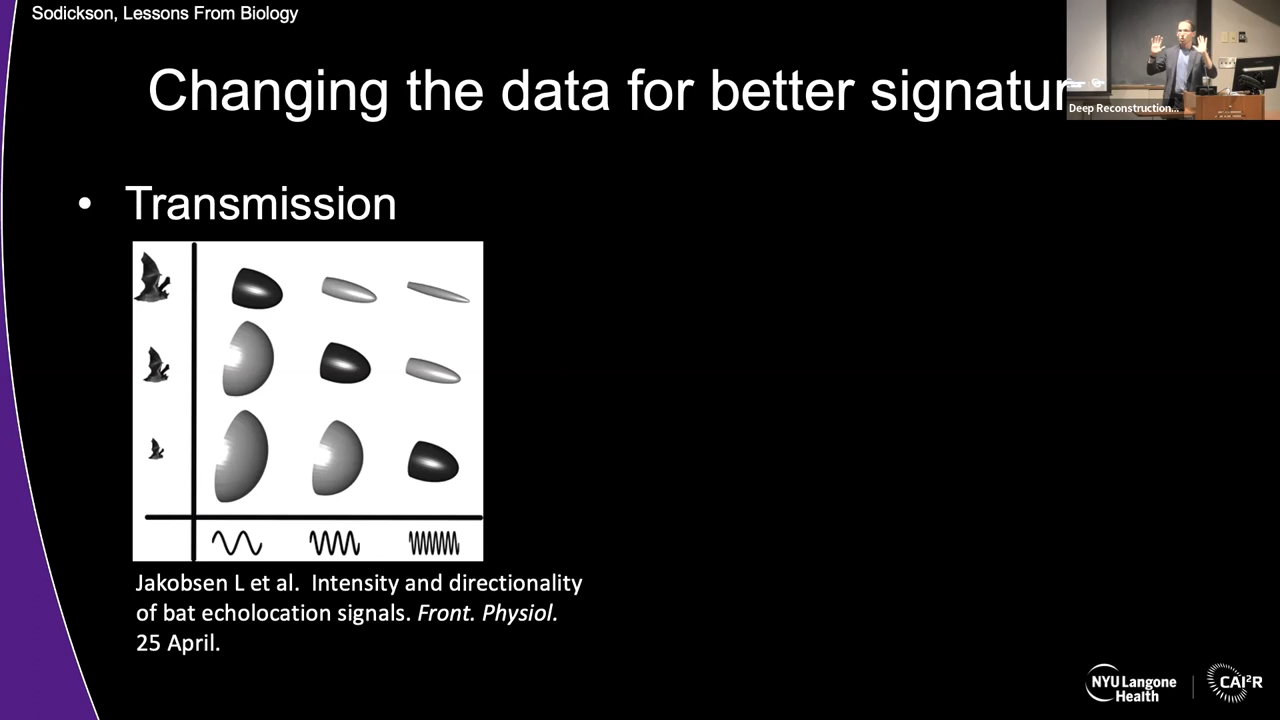 Sodickson, Lessons From Biology
Changing the data for better signatur
Deep Reconstruction...
• Transmission
Jakobsen L et al. Intensity and directionality
of bat echolocation signals. Front. Physiol.
25 April.
NYU Langone
Health
CAI²R